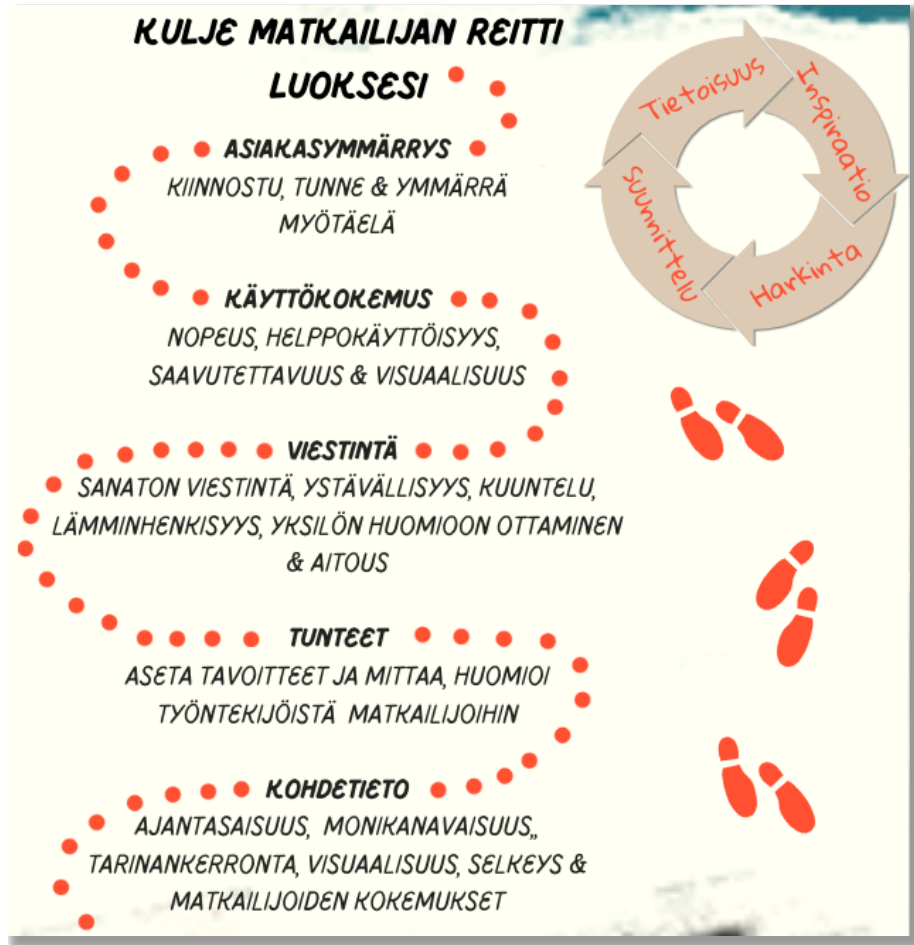 KULJE MATKAILIJAN REITTI
LUOKSESI
ASIAKASYMMÄRRYS
KIINNOSTU, TUNNE & YMMÄRRÄ
MYÖTÄELÄ
KÄYTTÖKOKEMUS
NOPEUS, HELPPOKÄYTTÖISYYS,
SAAVUTETTAVUUS & VISUAALISUUS
VIESTINTÄ
SANATON VIESTINTÄ, YSTÄVÄLLISYYS, KUUNTELU,
LÄMMINHENKISYYS, YKSILÖN HUOMIOON OTTAMINEN
& AITOUS
TUNTEET
ASETA TAVOITTEET JA MITTAA, HUOMIOI
TYÖNTEKIJÖISTÄ MATKAILIJOIHIN
KOHDETIETO
AJANTASAISUUS, MONIKANAVAISUUS,,
TARINANKERRONTA, VISUAALISUUS, SELKEYS &
MATKAILIJOIDEN KOKEMUKSET
Tietoisuus
Inspiraatio
Harkinta
Suunnittelu